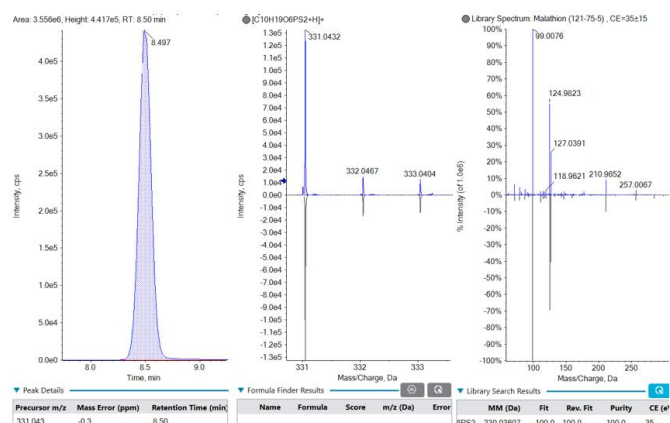 Area: 3.556e6, Height: 4.417e5, RT: 8.50 min
8.497
4.0e5
3.5e5
3.0e5
2.5e5
2.0e5
1.5e5
1.0e5
5.0e4
0.0e0
Intensity, cps
8.0 8.5 9.0
Time, min
[C10H19O6PS2+H]+
331.0432
332.0467
333.0404
1.3e5
1.2e5
1.1e5
1.0e5
9.0e4
8.0e4
7.0e4
6.0e4
5.0e4
4.0e4
3.0e4
2.0e4
1.0e4
0.0e0
-1.0e4
-2.0e4
-3.0e4
-4.0e4
-5.0e4
-6.0e4
-7.0e4
-8.0e4
-9.0e4
-1.0e5
-1.1e5
-1.2e5
-1.3e5
Intensity, cps
331 332 333
Mass/Charge, Da
Library Spectrum: Malathion (121-75-5) , CE=35±15
99.0076
124.9823
127.0391
118.9621
210.9652
257.0067
100%
90%
80%
70%
60%
50%
40%
30%
20%
10%
0%
-10%
-20%
-30%
-40%
-50%
-60%
-70%
-80%
-90%
-100%
% Intensity (of 1.0e6)
100 150 200 250
Mass/Charge, Da
Peak Details
Precursor m/z Mass Error (ppm) Retention Time (min)
331.043 -0.3 8.50
Formula Finder Results
Name Formula Score m/z (Da) Error
Library Search Results
MM (Da) Fit Rev. Fit Purity CE (e
330.03607 100.0 100.0 100.0 35